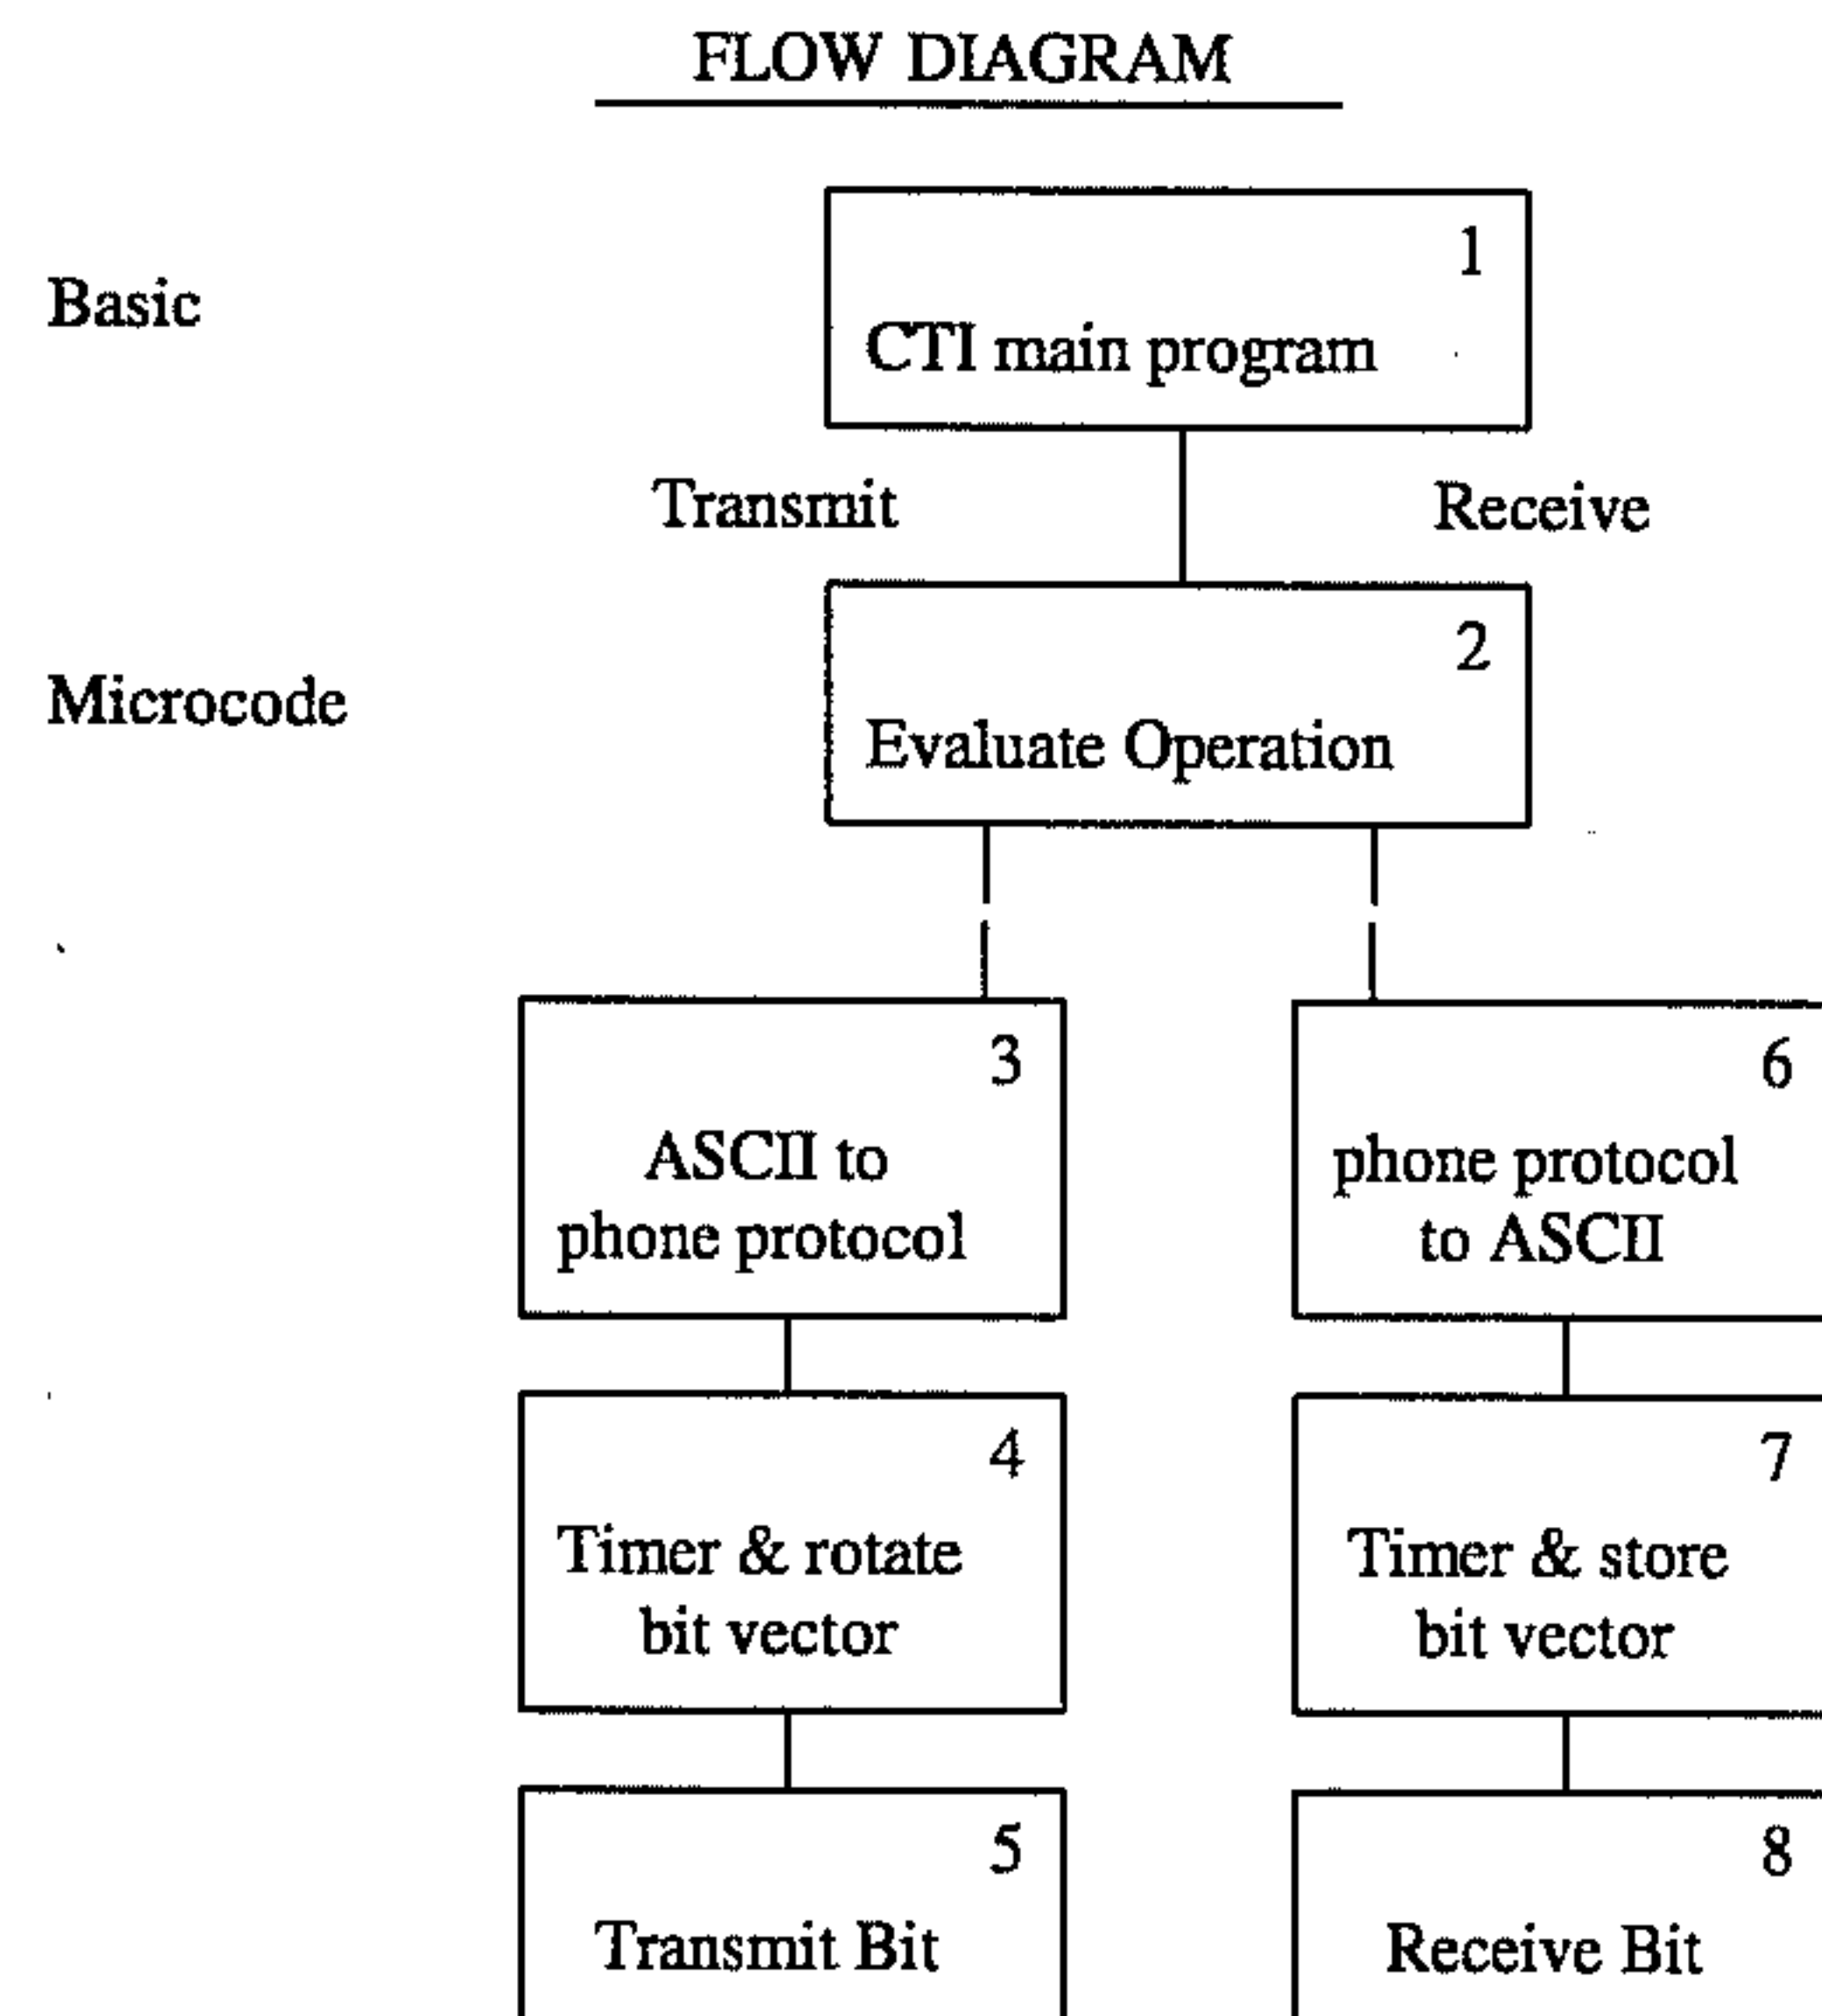 FLOW DIAGRAM
Basic
1
CTI main program
Transmit
Receive
Microcode
2
Evaluate Operation
3
ASCII to
phone protocol
6
phone protocol
to ASCII
4
Timer & rotate
bit vector
7
Timer & store
bit vector
5
Transmit Bit
8
Receive Bit